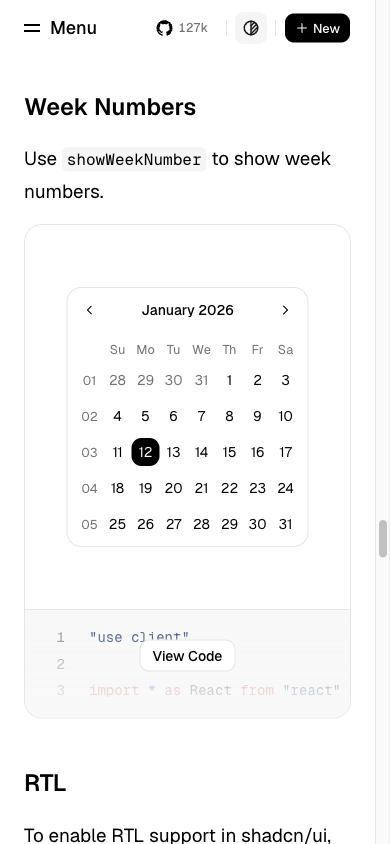 Menu 127k New
Week Numbers
Use showWeekNumber to show week
numbers.
January 2026
Su Mo Tu We Th Fr Sa
01 28 29 30 31 1 2 3
02 4 5 6 7 8 9 10
03 11 12 13 14 15 16 17
04 18 19 20 21 22 23 24
05 25 26 27 28 29 30 31
1 "use client"
View Code
2
3 import * as React from "react"
RTL
To enable RTL support in shadcn/ui,